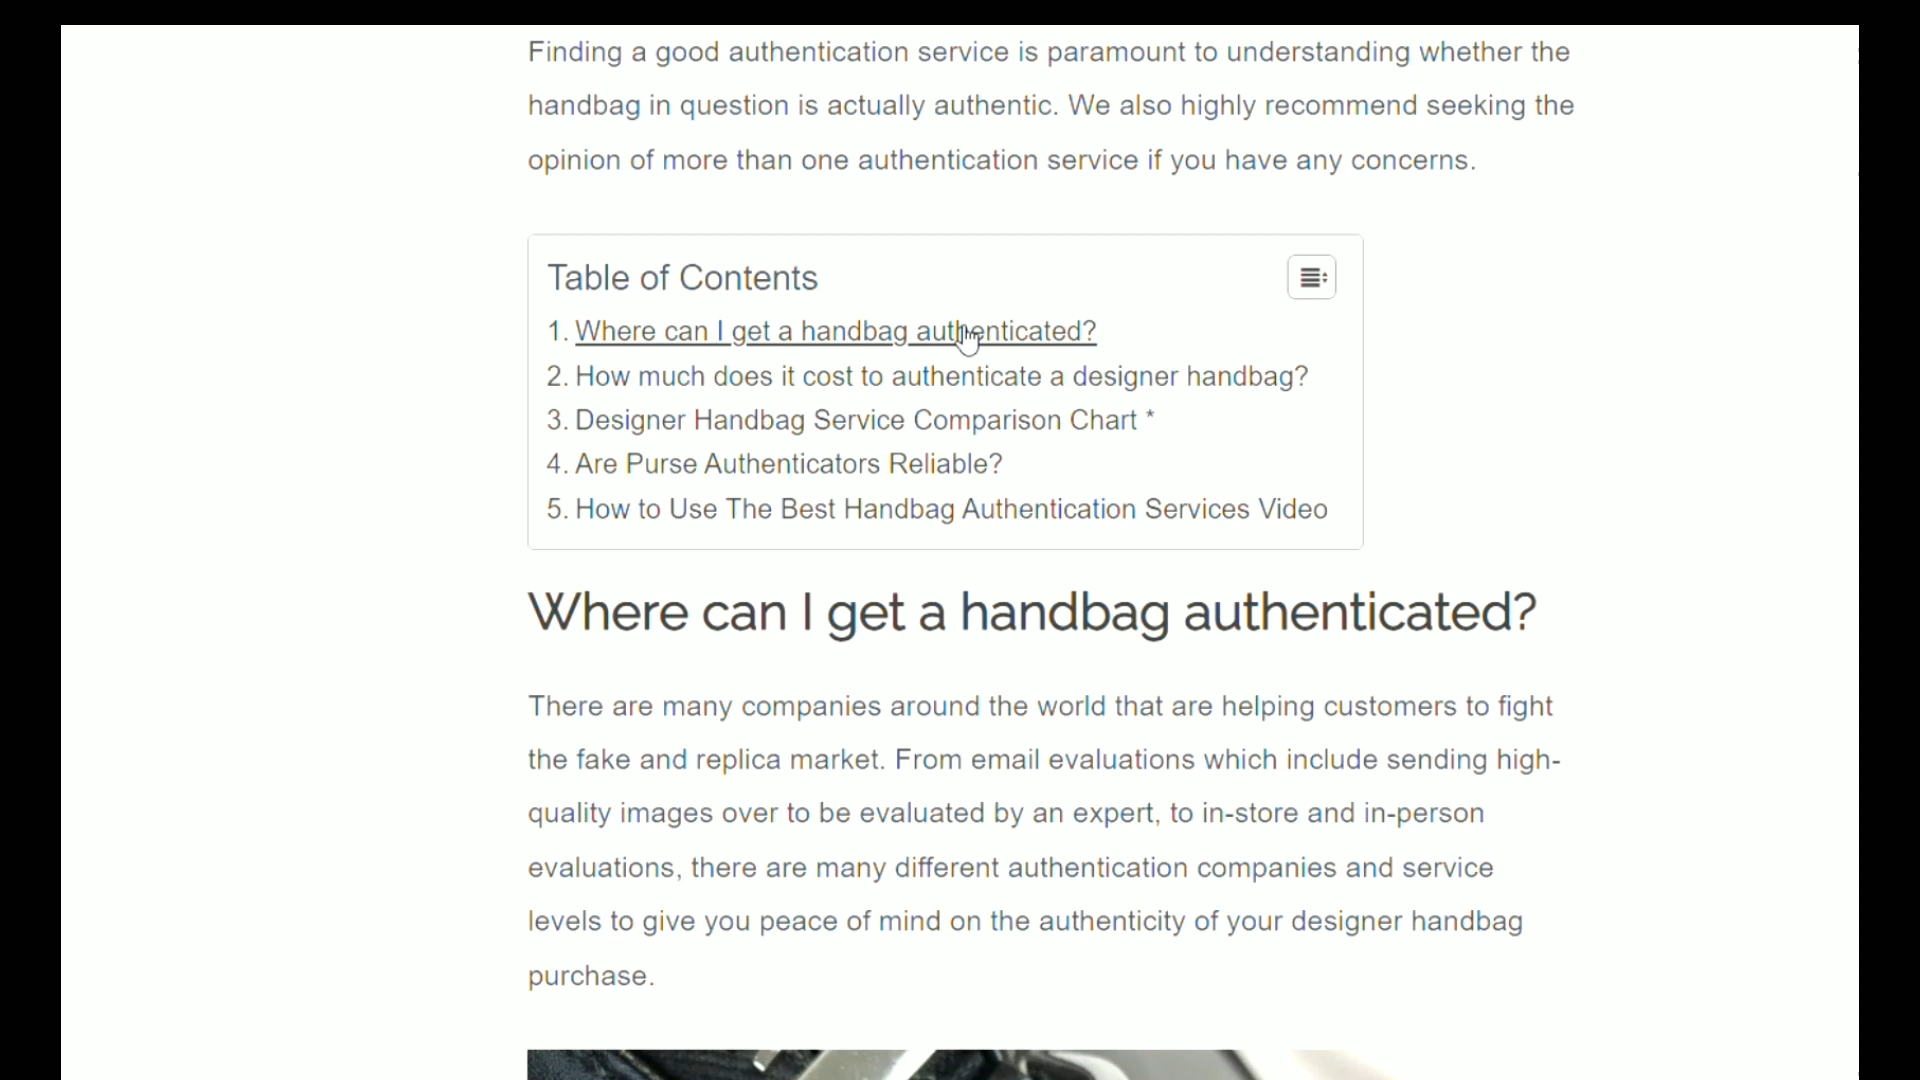 Finding a good authentication service is paramount to understanding whether the
handbag in question is actually authentic. We also highly recommend seeking the
opinion of more than one authentication service if you have any concerns.
Table of Contents
1. Where can I get a handbag authenticated?
2. How much does it cost to authenticate a designer handbag?
3. Designer Handbag Service Comparison Chart *
4. Are Purse Authenticators Reliable?
5. How to Use The Best Handbag Authentication Services Video
Where can I get a handbag authenticated?
There are many companies around the world that are helping customers to fight
the fake and replica market. From email evaluations which include sending high-
quality images over to be evaluated by an expert, to in-store and in-person
evaluations, there are many different authentication companies and service
levels to give you peace of mind on the authenticity of your designer handbag
purchase.